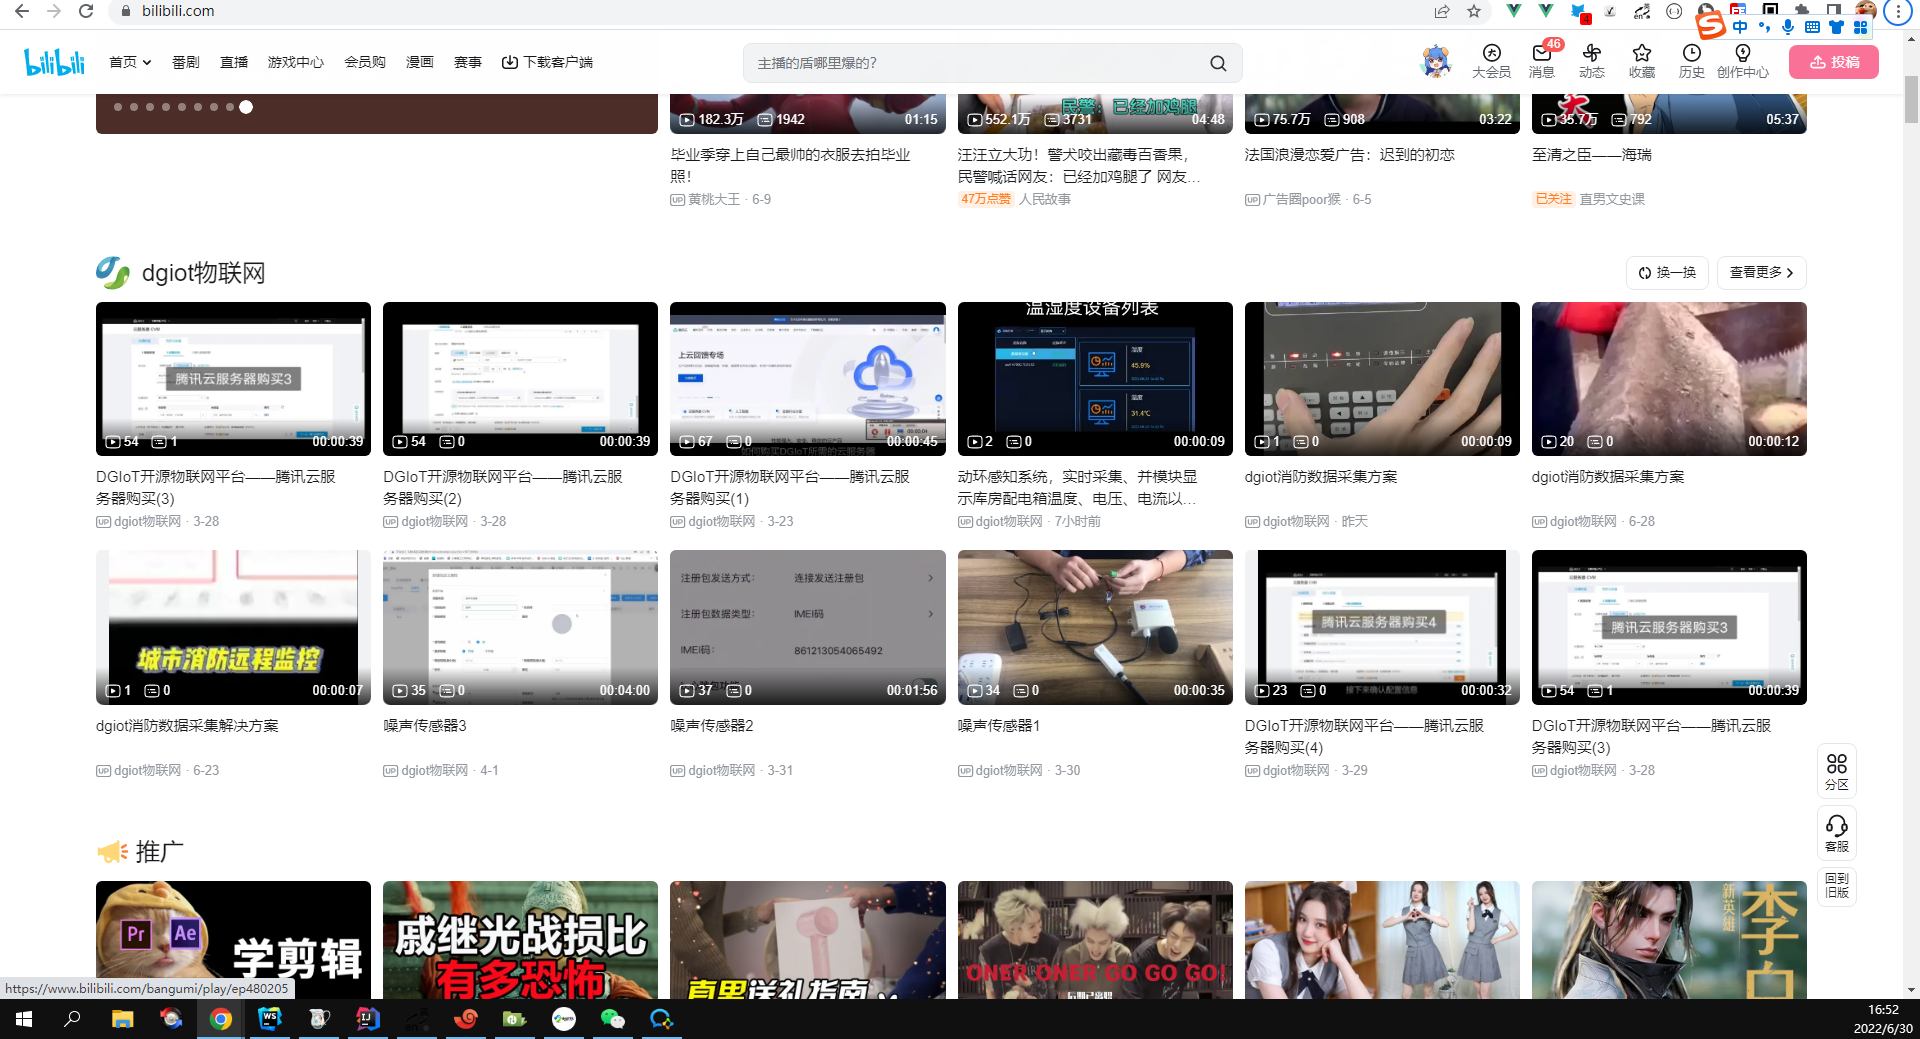 bilibili.com
4
中
bilibili
首页
番剧
直播
游戏中心
会员购
漫画
赛事
下载客户端
主播的盾哪里爆的?
大会员
46
消息
动态
收藏
历史
创作中心
投稿
182.3万 1942 01:15
民警：已经加鸡腿
552.1万 3731 04:48
75.7万 908 03:22
35.7万 792 05:37
毕业季穿上自己最帅的衣服去拍毕业
照!
UP 黄桃大王 · 6-9
汪汪立大功！警犬咬出藏毒百香果，
民警喊话网友：已经加鸡腿了 网友…
47万点赞 人民故事
法国浪漫恋爱广告：迟到的初恋
UP 广告圈poor猴 · 6-5
至清之臣——海瑞
已关注 直男文史课
dgiot物联网
换一换
查看更多
腾讯云服务器购买3
54 1 00:00:39
54 0 00:00:39
上云回馈专场
67 0 00:00:45
如何购买DGIoT所需的云服务器
温湿度设备列表
湿度
45.9%
温度
31.4℃
2 0 00:00:09
1 0 00:00:09
20 0 00:00:12
DGIoT开源物联网平台——腾讯云服
务器购买(3)
UP dgiot物联网 · 3-28
DGIoT开源物联网平台——腾讯云服
务器购买(2)
UP dgiot物联网 · 3-28
DGIoT开源物联网平台——腾讯云服
务器购买(1)
UP dgiot物联网 · 3-23
动环感知系统，实时采集、并模块显
示库房配电箱温度、电压、电流以…
UP dgiot物联网 · 7小时前
dgiot消防数据采集方案
UP dgiot物联网 · 昨天
dgiot消防数据采集方案
UP dgiot物联网 · 6-28
城市消防远程监控
1 0 00:00:07
35 0 00:04:00
注册包发送方式： 连接发送注册包
注册包数据类型： IMEI码
IMEI码： 861213054065492
37 0 00:01:56
34 0 00:00:35
腾讯云服务器购买4
接下来确认配置信息
23 0 00:00:32
腾讯云服务器购买3
54 1 00:00:39
dgiot消防数据采集解决方案
UP dgiot物联网 · 6-23
噪声传感器3
UP dgiot物联网 · 4-1
噪声传感器2
UP dgiot物联网 · 3-31
噪声传感器1
UP dgiot物联网 · 3-30
DGIoT开源物联网平台——腾讯云服
务器购买(4)
UP dgiot物联网 · 3-29
DGIoT开源物联网平台——腾讯云服
务器购买(3)
UP dgiot物联网 · 3-28
分区
客服
回到
旧版
推广
Pr Ae
学剪辑
戚继光战损比
有多恐怖
直男送礼指南
ONER ONER GO GO GO!
新英雄
李白
https://www.bilibili.com/bangumi/play/ep480205
16:52
2022/6/30